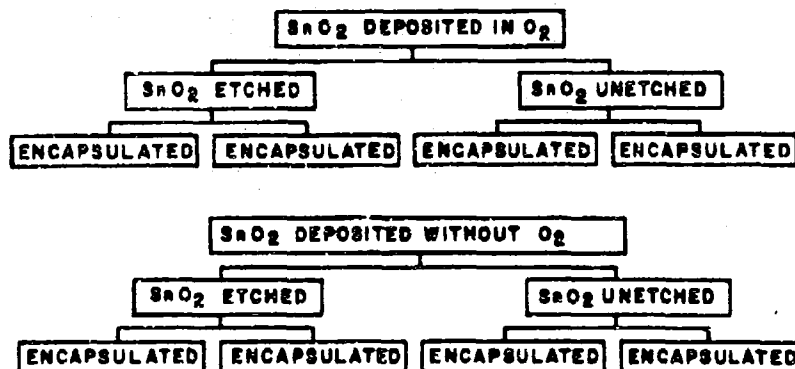 SnO2 DEPOSITED IN O2
SnO2 ETCHED SnO2 UNETCHED
ENCAPSULATED ENCAPSULATED ENCAPSULATED ENCAPSULATED
SnO2 DEPOSITED WITHOUT O2
SnO2 ETCHED SnO2 UNETCHED
ENCAPSULATED ENCAPSULATED ENCAPSULATED ENCAPSULATED